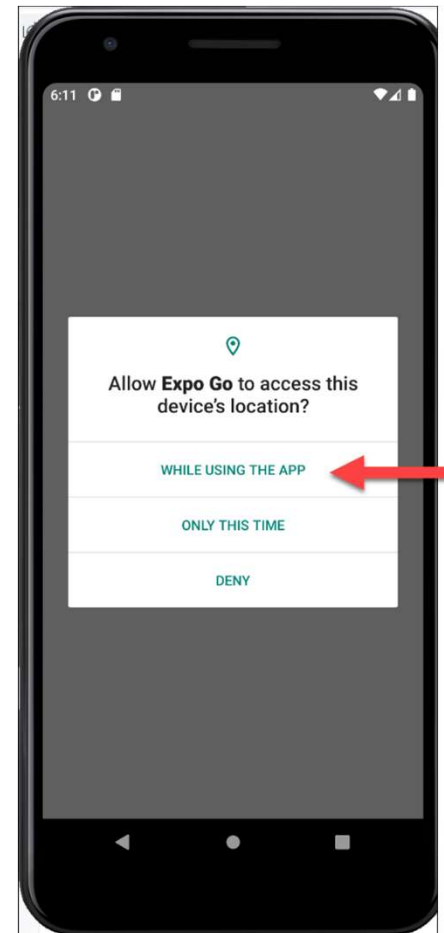 6:11
Allow Expo Go to access this
device's location?
WHILE USING THE APP
ONLY THIS TIME
DENY